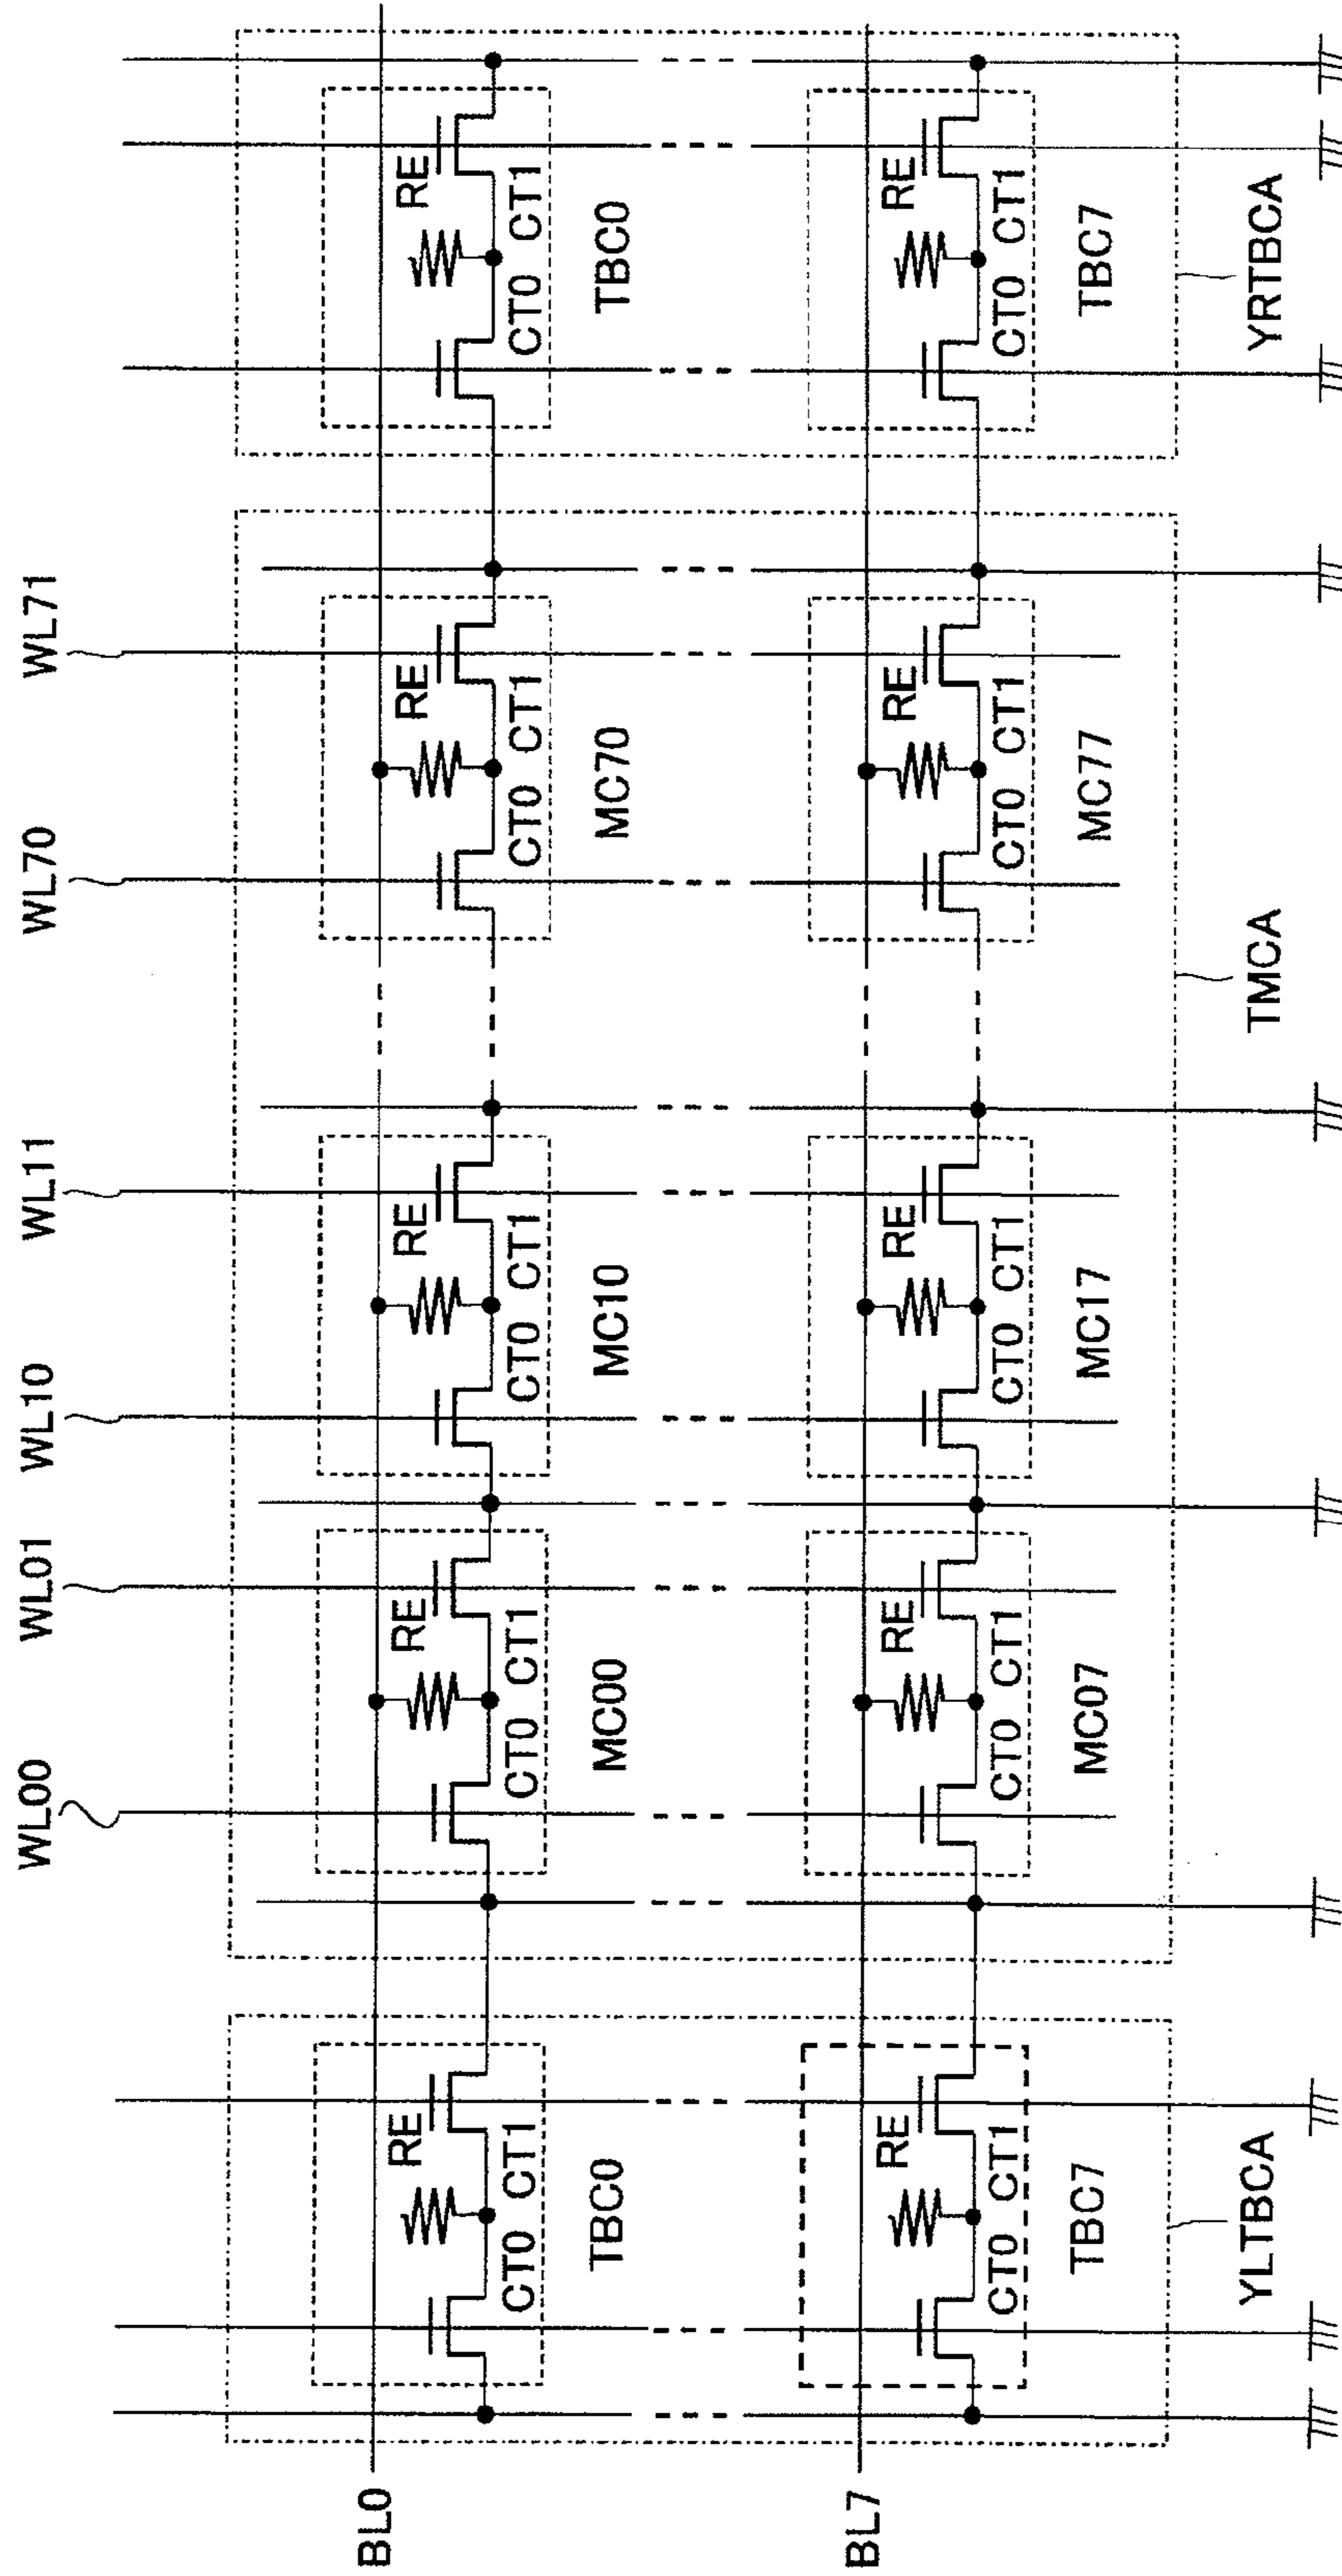 WL00 WL01 WL10 WL11 WL70 WL71
BL0
RE RE RE RE RE
CT0 CT1 CT0 CT1 CT0 CT1 CT0 CT1 CT0 CT1
TBC0 MC00 MC10 MC70 TBC0
BL7
RE RE RE RE RE
CT0 CT1 CT0 CT1 CT0 CT1 CT0 CT1 CT0 CT1
TBC7 MC07 MC17 MC77 TBC7
YLTBCA TMCA YRTBCA